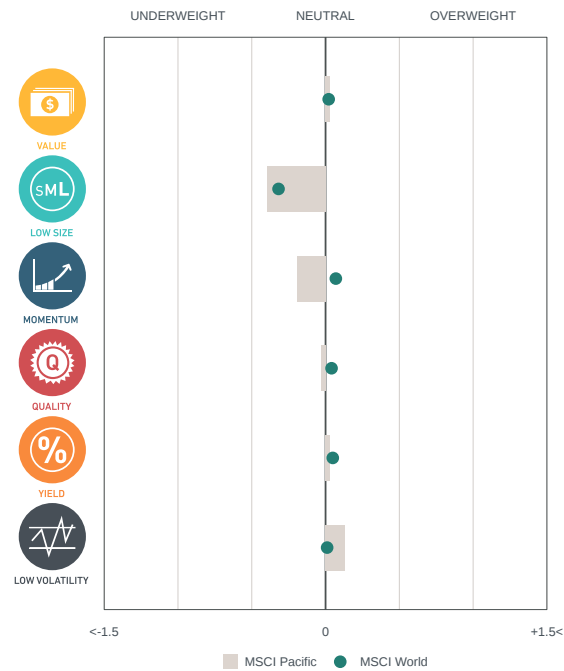 UNDERWEIGHT NEUTRAL OVERWEIGHT
$
VALUE
SML
LOW SIZE
MOMENTUM
Q
QUALITY
%
YIELD
LOW VOLATILITY
<-1.5 0 +1.5<
MSCI Pacific MSCI World